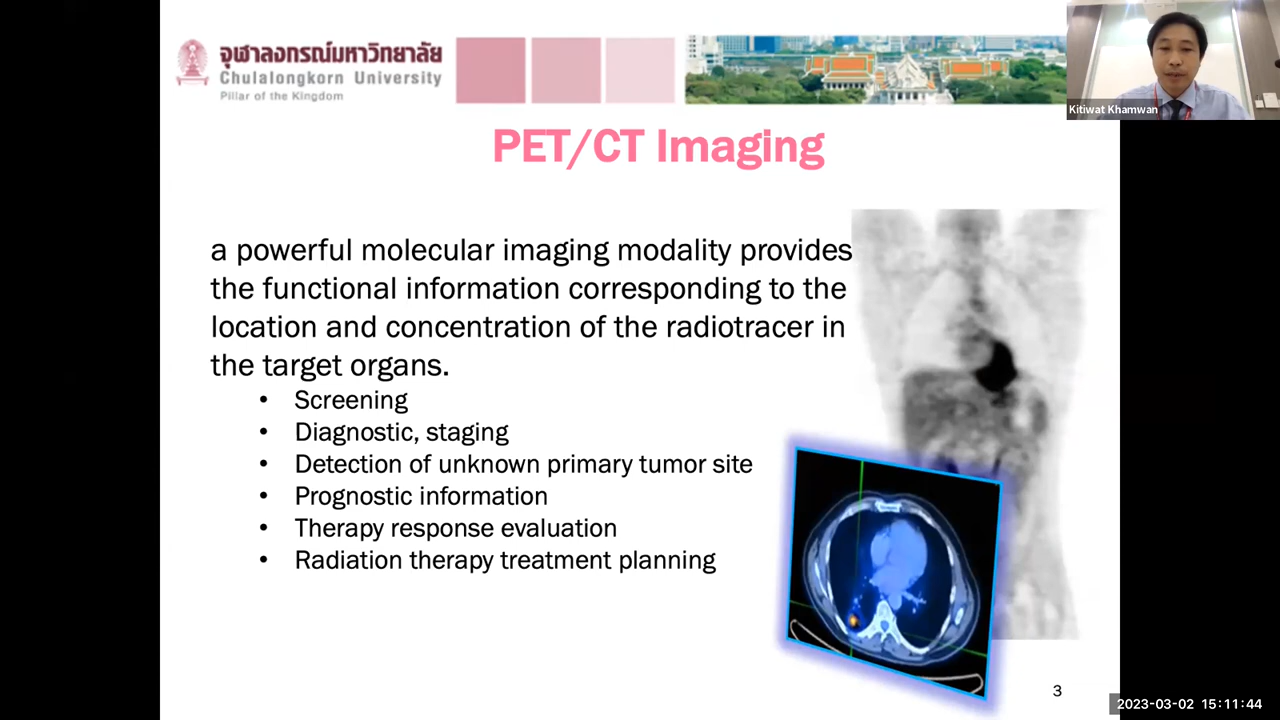 จุฬาลงกรณ์มหาวิทยาลัย
Chulalongkorn University
Pillar of the Kingdom
Kitiwat Khamwan
PET/CT Imaging
a powerful molecular imaging modality provides
the functional information corresponding to the
location and concentration of the radiotracer in
the target organs.
• Screening
• Diagnostic, staging
• Detection of unknown primary tumor site
• Prognostic information
• Therapy response evaluation
• Radiation therapy treatment planning
3
2023-03-02 15:11:44